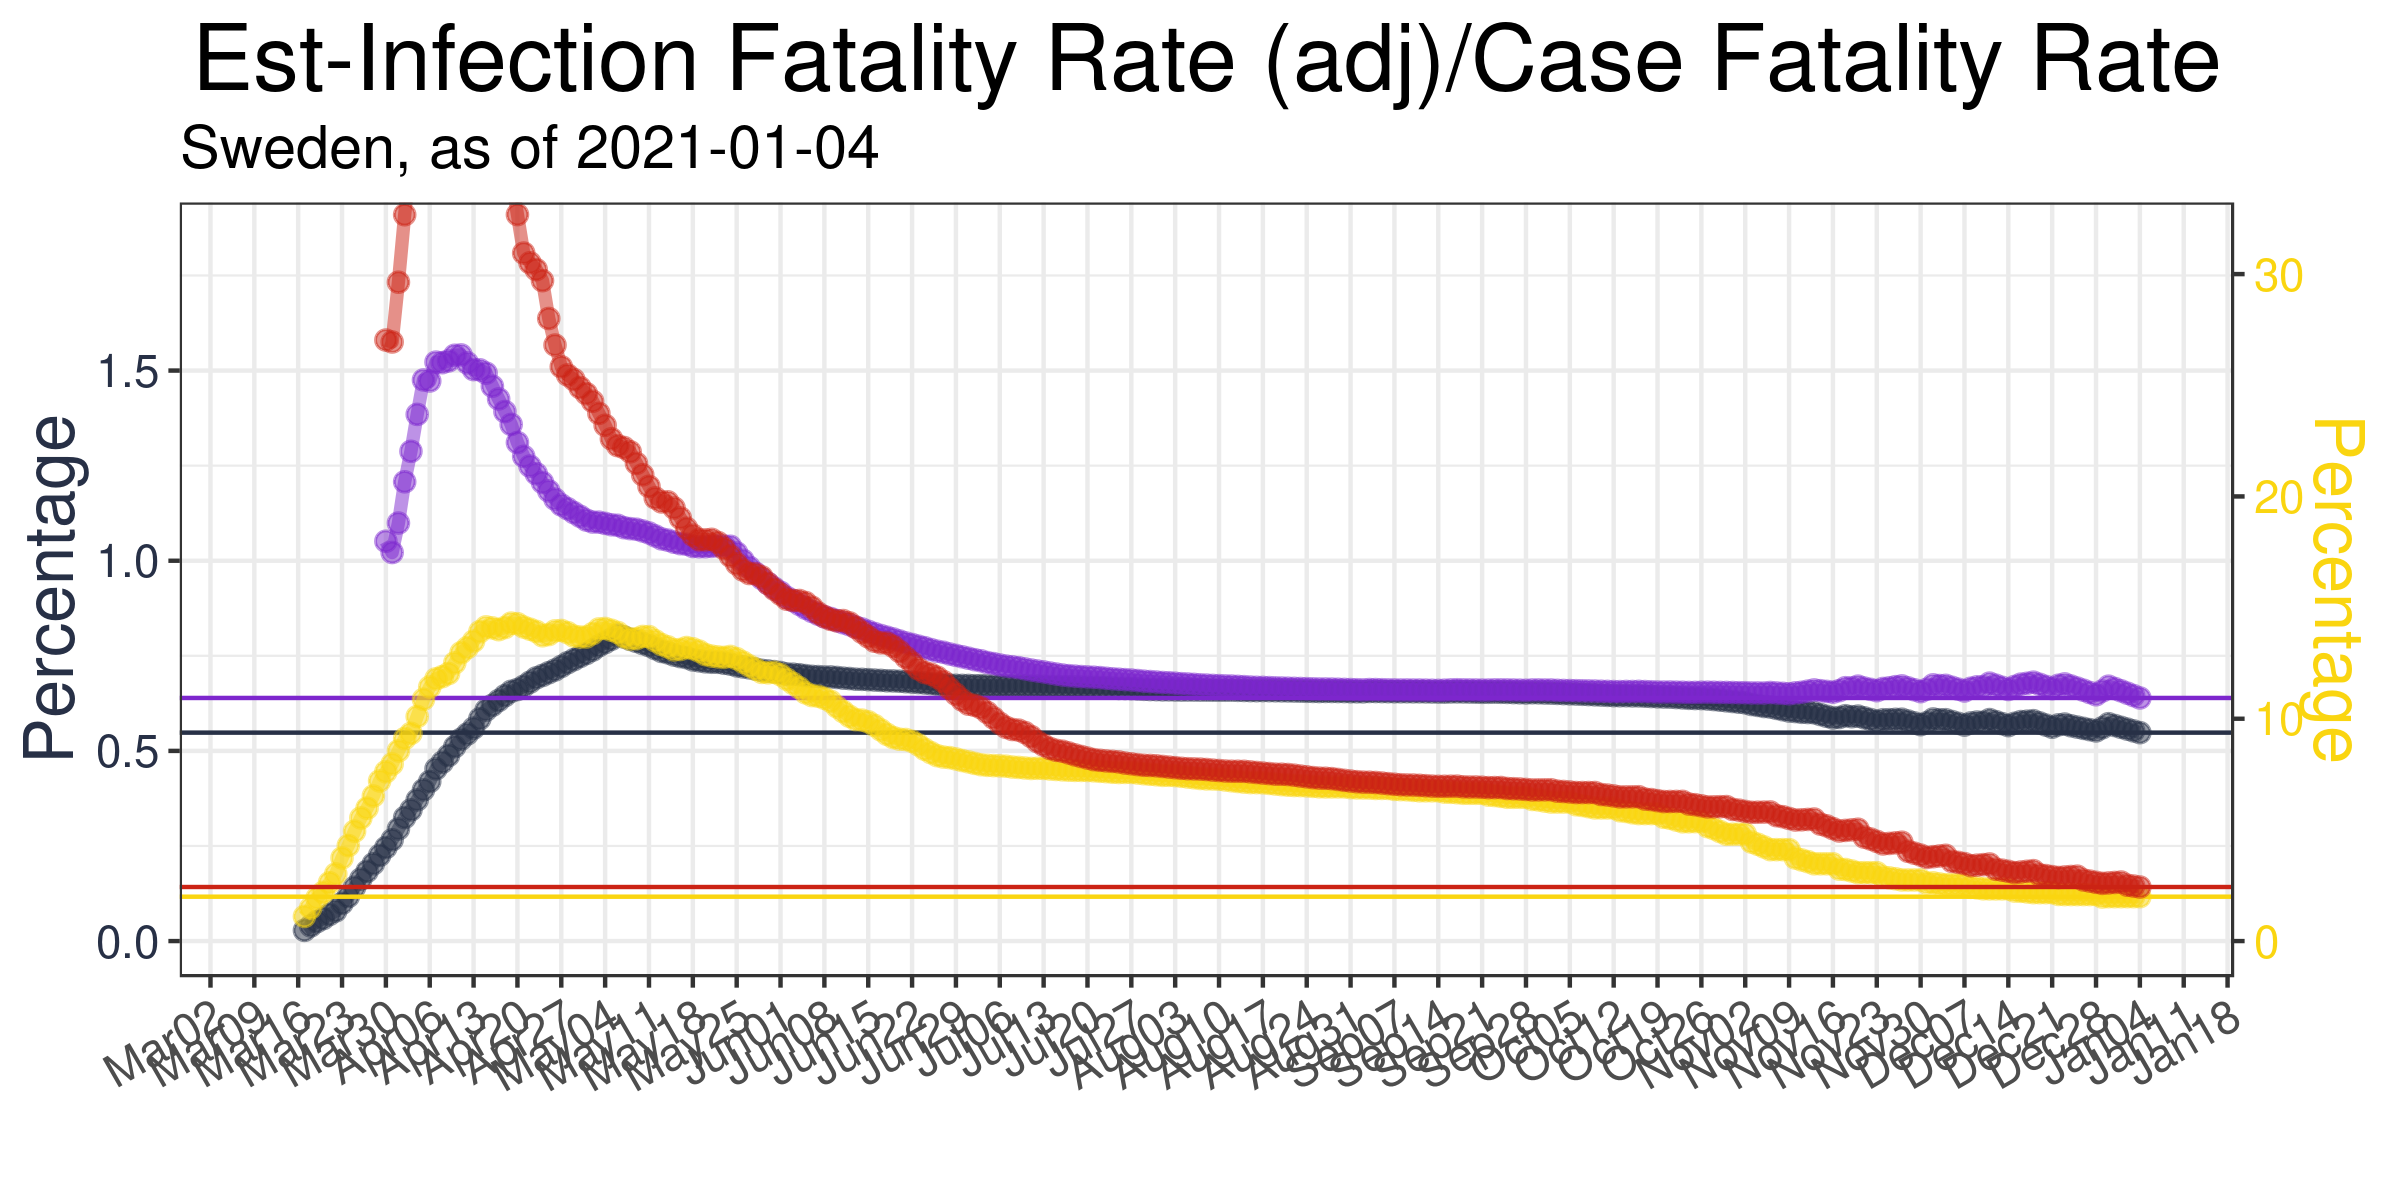 Est-Infection Fatality Rate (adj)/Case Fatality Rate
Sweden, as of 2021-01-04
Percentage
1.5
1.0
0.5
0.0
30
20
10
0
Percentage
Mar02
Mar09
Mar16
Mar23
Mar30
Apr06
Apr13
Apr20
Apr27
May04
May11
May18
May25
Jun01
Jun08
Jun15
Jun22
Jun29
Jul06
Jul13
Jul20
Jul27
Aug03
Aug10
Aug17
Aug24
Aug31
Sep07
Sep14
Sep21
Sep28
Oct05
Oct12
Oct19
Oct26
Nov02
Nov09
Nov16
Nov23
Nov30
Dec07
Dec14
Dec21
Dec28
Jan04
Jan11
Jan18